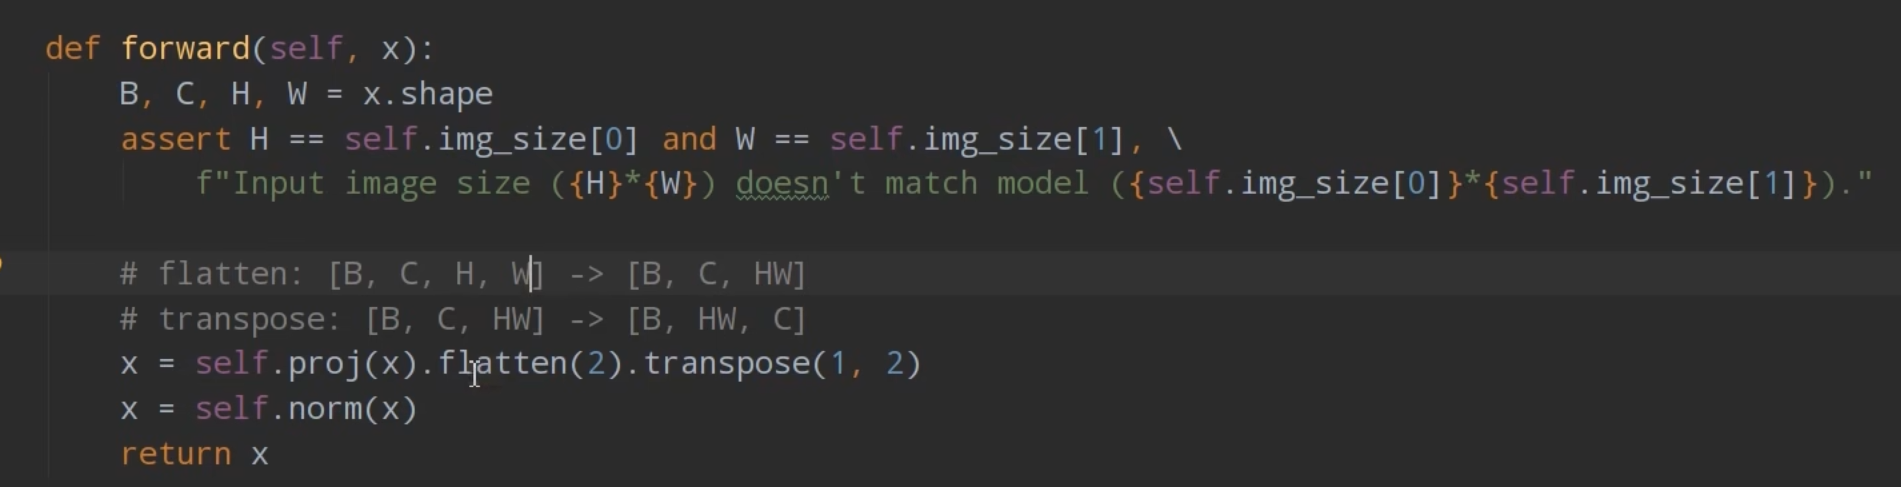 def forward(self, x):
B, C, H, W = x.shape
assert H == self.img_size[0] and W == self.img_size[1], \
f"Input image size ({H}*{W}) doesn't match model ({self.img_size[0]}*{self.img_size[1]})."
# flatten: [B, C, H, W] -> [B, C, HW]
# transpose: [B, C, HW] -> [B, HW, C]
x = self.proj(x).flatten(2).transpose(1, 2)
x = self.norm(x)
return x